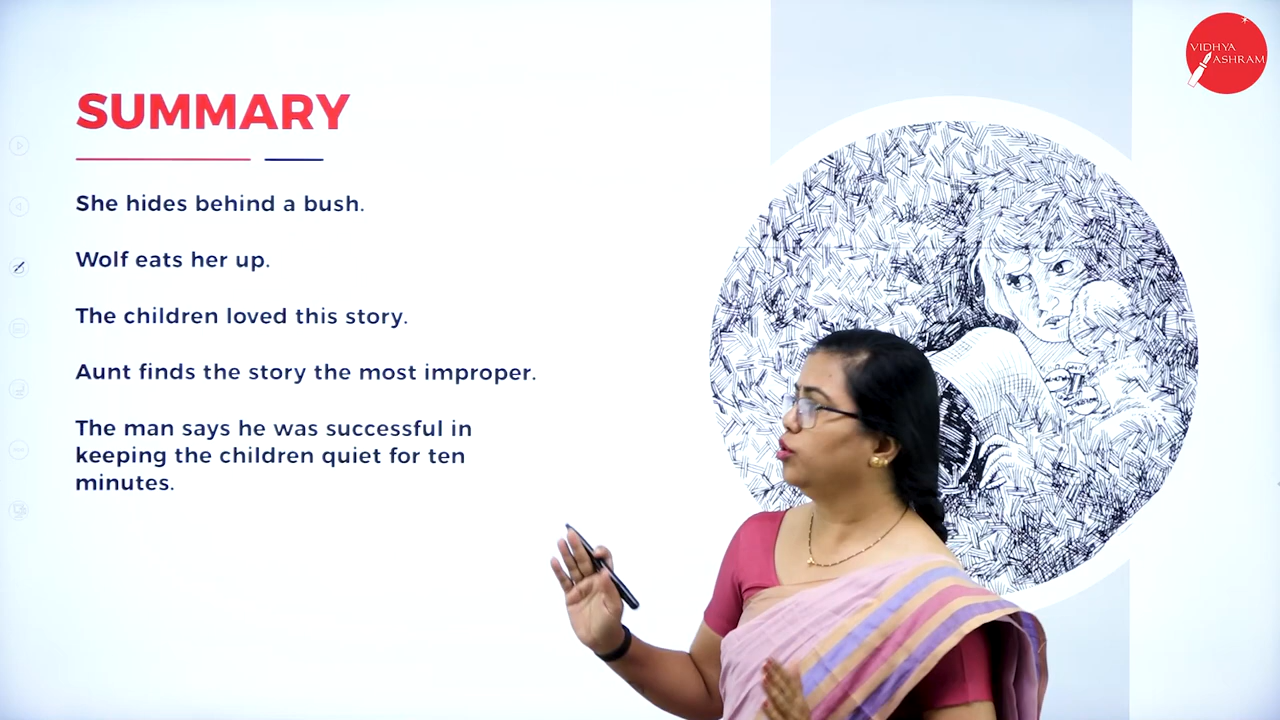 VIDHYA
ASHRAM
SUMMARY
She hides behind a bush.
Wolf eats her up.
The children loved this story.
Aunt finds the story the most improper.
The man says he was successful in
keeping the children quiet for ten
minutes.